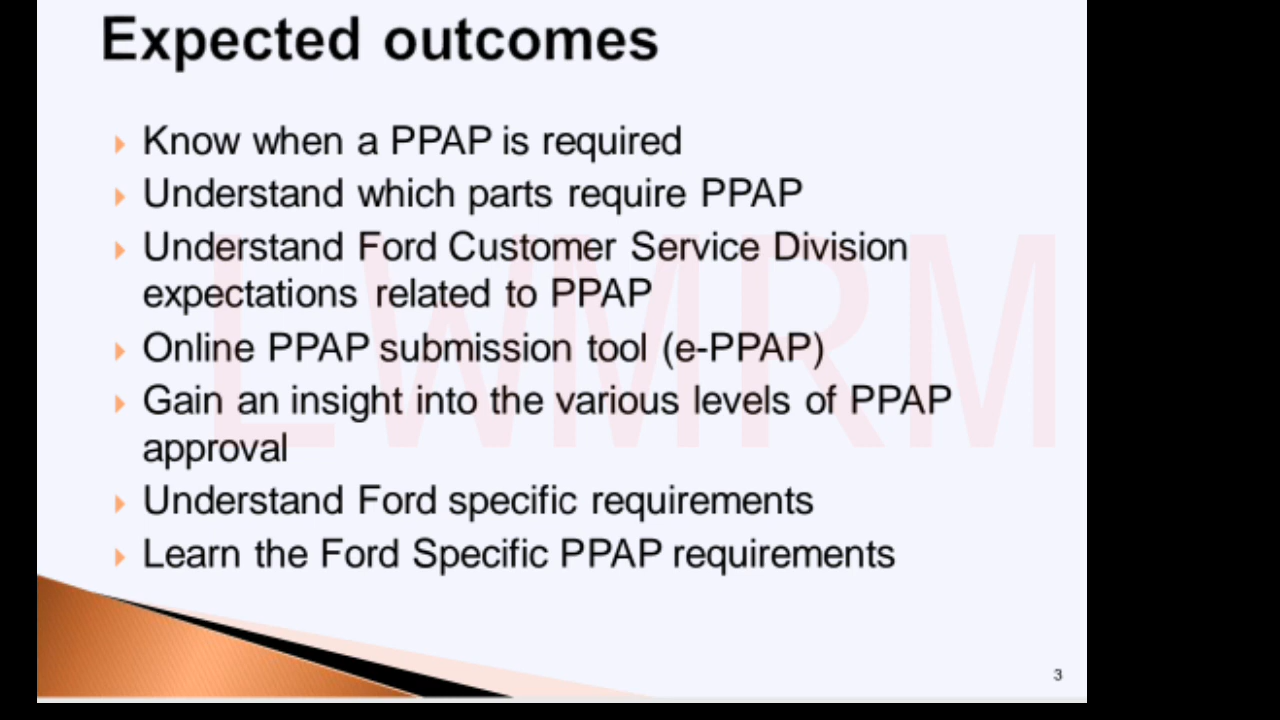 Expected outcomes
Know when a PPAP is required
Understand which parts require PPAP
Understand Ford Customer Service Division
expectations related to PPAP
Online PPAP submission tool (e-PPAP)
Gain an insight into the various levels of PPAP
approval
Understand Ford specific requirements
Learn the Ford Specific PPAP requirements
LWMRM
3